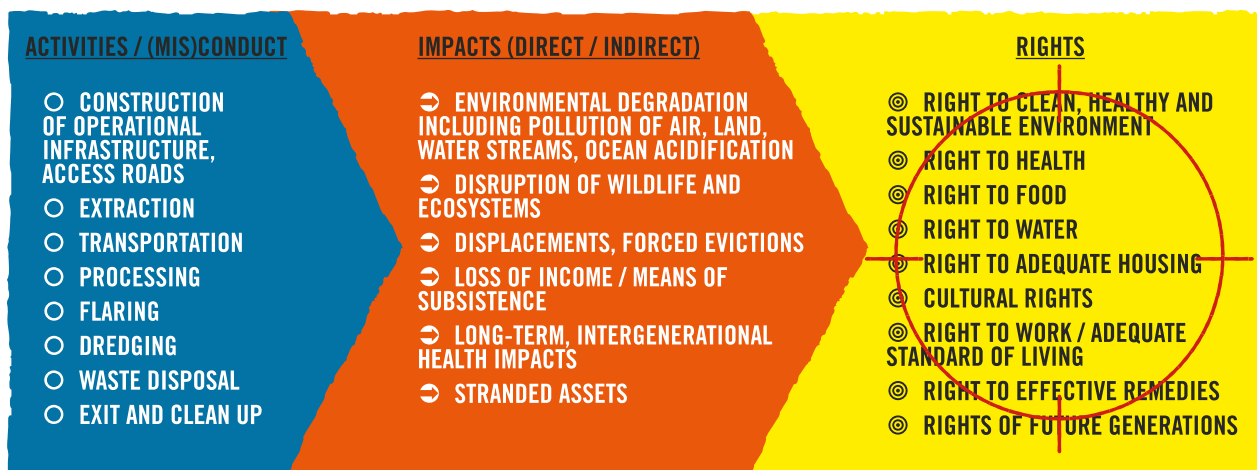 ACTIVITIES / (MIS)CONDUCT
CONSTRUCTION
OF OPERATIONAL
INFRASTRUCTURE,
ACCESS ROADS
EXTRACTION
TRANSPORTATION
PROCESSING
FLARING
DREDGING
WASTE DISPOSAL
EXIT AND CLEAN UP
IMPACTS (DIRECT / INDIRECT)
ENVIRONMENTAL DEGRADATION
INCLUDING POLLUTION OF AIR, LAND,
WATER STREAMS, OCEAN ACIDIFICATION
DISRUPTION OF WILDLIFE AND
ECOSYSTEMS
DISPLACEMENTS, FORCED EVICTIONS
LOSS OF INCOME / MEANS OF
SUBSISTENCE
LONG-TERM, INTERGENERATIONAL
HEALTH IMPACTS
STRANDED ASSETS
RIGHTS
RIGHT TO CLEAN, HEALTHY AND
SUSTAINABLE ENVIRONMENT
RIGHT TO HEALTH
RIGHT TO FOOD
RIGHT TO WATER
RIGHT TO ADEQUATE HOUSING
CULTURAL RIGHTS
RIGHT TO WORK / ADEQUATE
STANDARD OF LIVING
RIGHT TO EFFECTIVE REMEDIES
RIGHTS OF FUTURE GENERATIONS